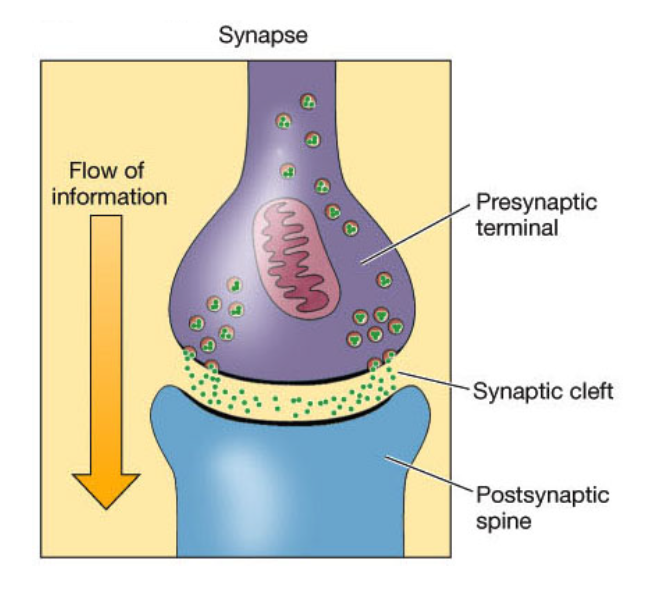 Synapse
Flow of
information
Presynaptic
terminal
Synaptic cleft
Postsynaptic
spine